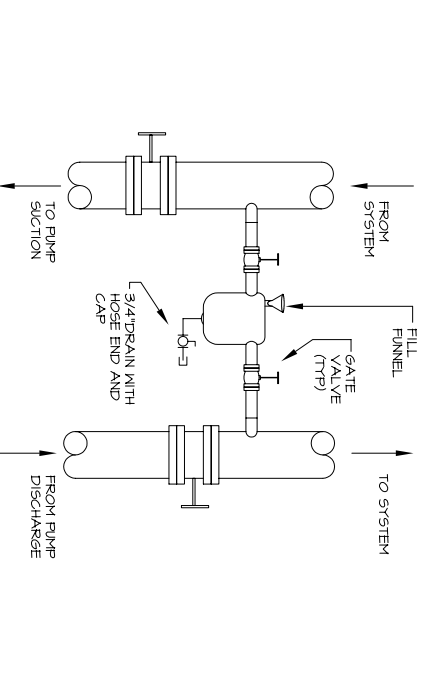 FROM
SYSTEM
TO PUMP
SUCTION
FILL
FUNNEL
GATE
VALVE
(TYP)
3/4"DRAIN WITH
HOSE END AND
CAP
TO SYSTEM
FROM PUMP
DISCHARGE